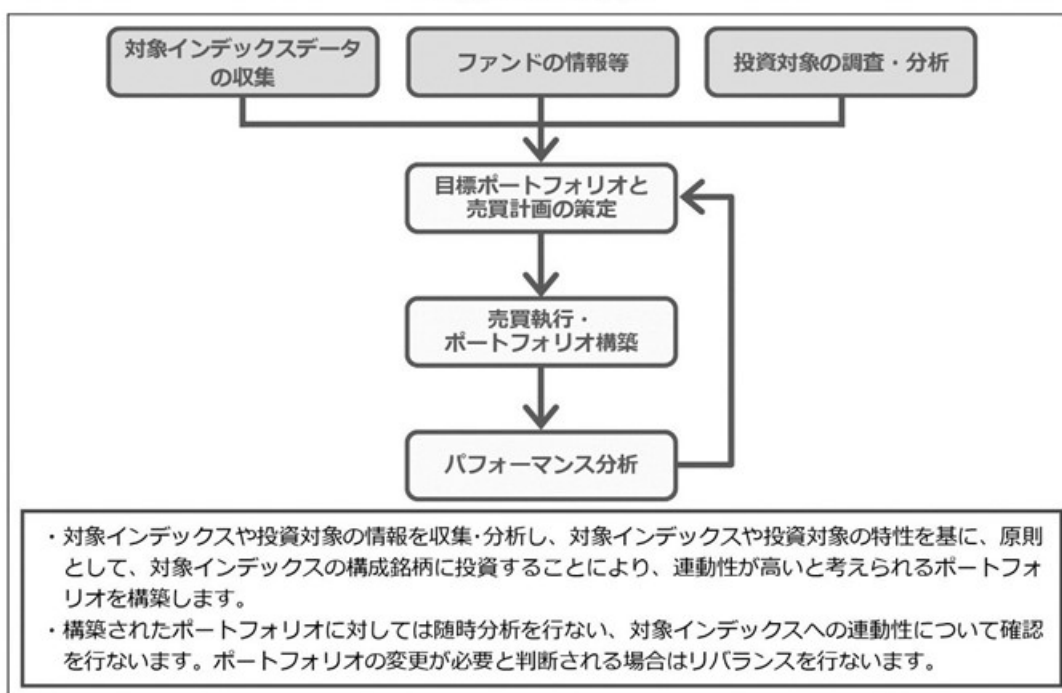 対象インデックスデータ
の収集
ファンドの情報等
投資対象の調査・分析
目標ポートフォリオと
売買計画の策定
売買執行・
ポートフォリオ構築
パフォーマンス分析
・対象インデックスや投資対象の情報を収集･分析し、対象インデックスや投資対象の特性を基に、原則
として、対象インデックスの構成銘柄に投資することにより、連動性が高いと考えられるポートフォ
リオを構築します。
・構築されたポートフォリオに対しては随時分析を行ない、対象インデックスへの連動性について確認
を行ないます。ポートフォリオの変更が必要と判断される場合はリバランスを行ないます。